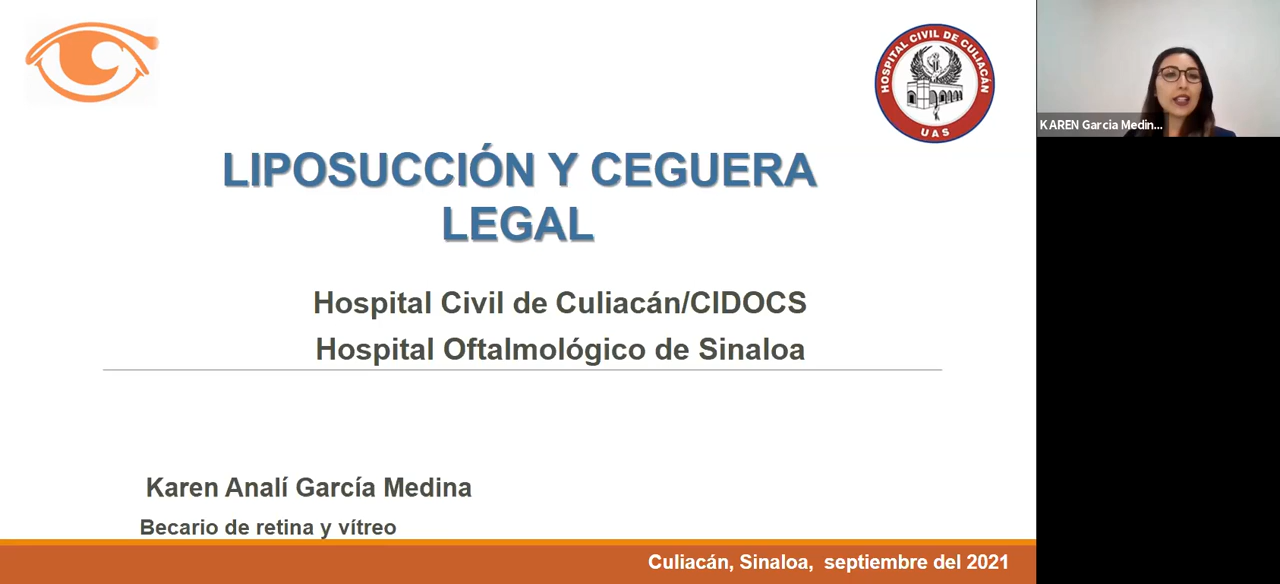 HOSPITAL CIVIL DE CULIACÁN
UAS
LIPOSUCCIÓN Y CEGUERA
LEGAL
Hospital Civil de Culiacán/CIDOCS
Hospital Oftalmológico de Sinaloa
Karen Analí García Medina
Becario de retina y vítreo
Culiacán, Sinaloa, septiembre del 2021
KAREN Garcia Medin...